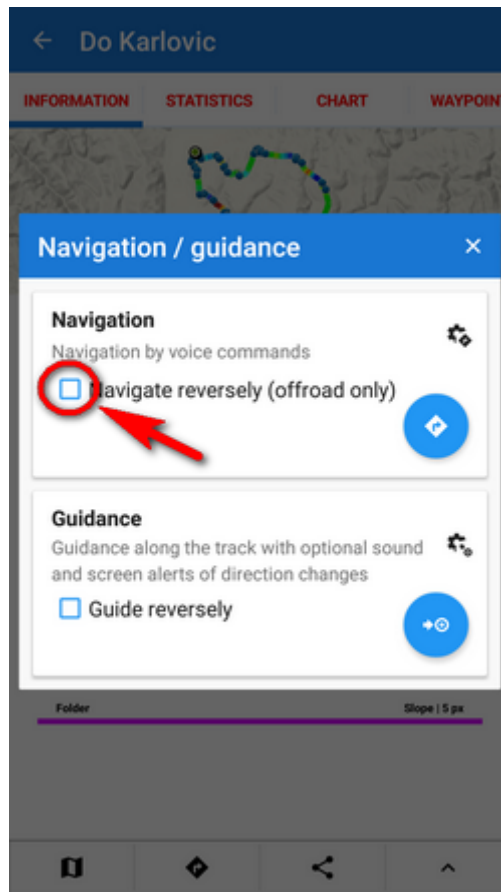 Do Karlovic
INFORMATION STATISTICS CHART WAYPOIN
Navigation / guidance
Navigation
Navigation by voice commands
Navigate reversely (offroad only)
Guidance
Guidance along the track with optional sound
and screen alerts of direction changes
Guide reversely
Folder Slope | 5 px